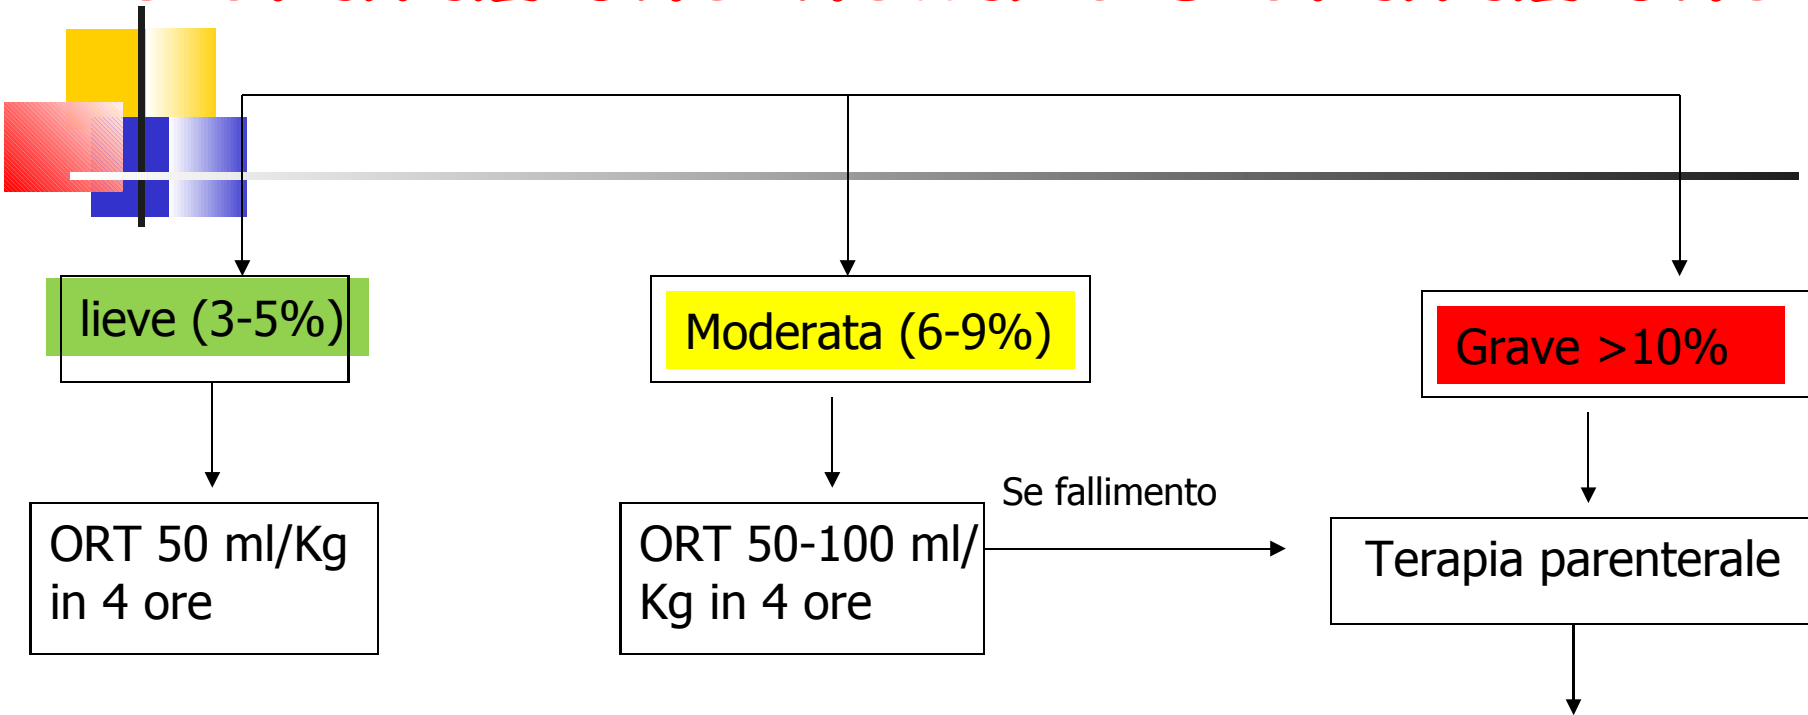 lieve (3-5%)
Moderata (6-9%)
Grave >10%
ORT 50 ml/Kg
in 4 ore
ORT 50-100 ml/
Kg in 4 ore
Se fallimento
Terapia parenterale